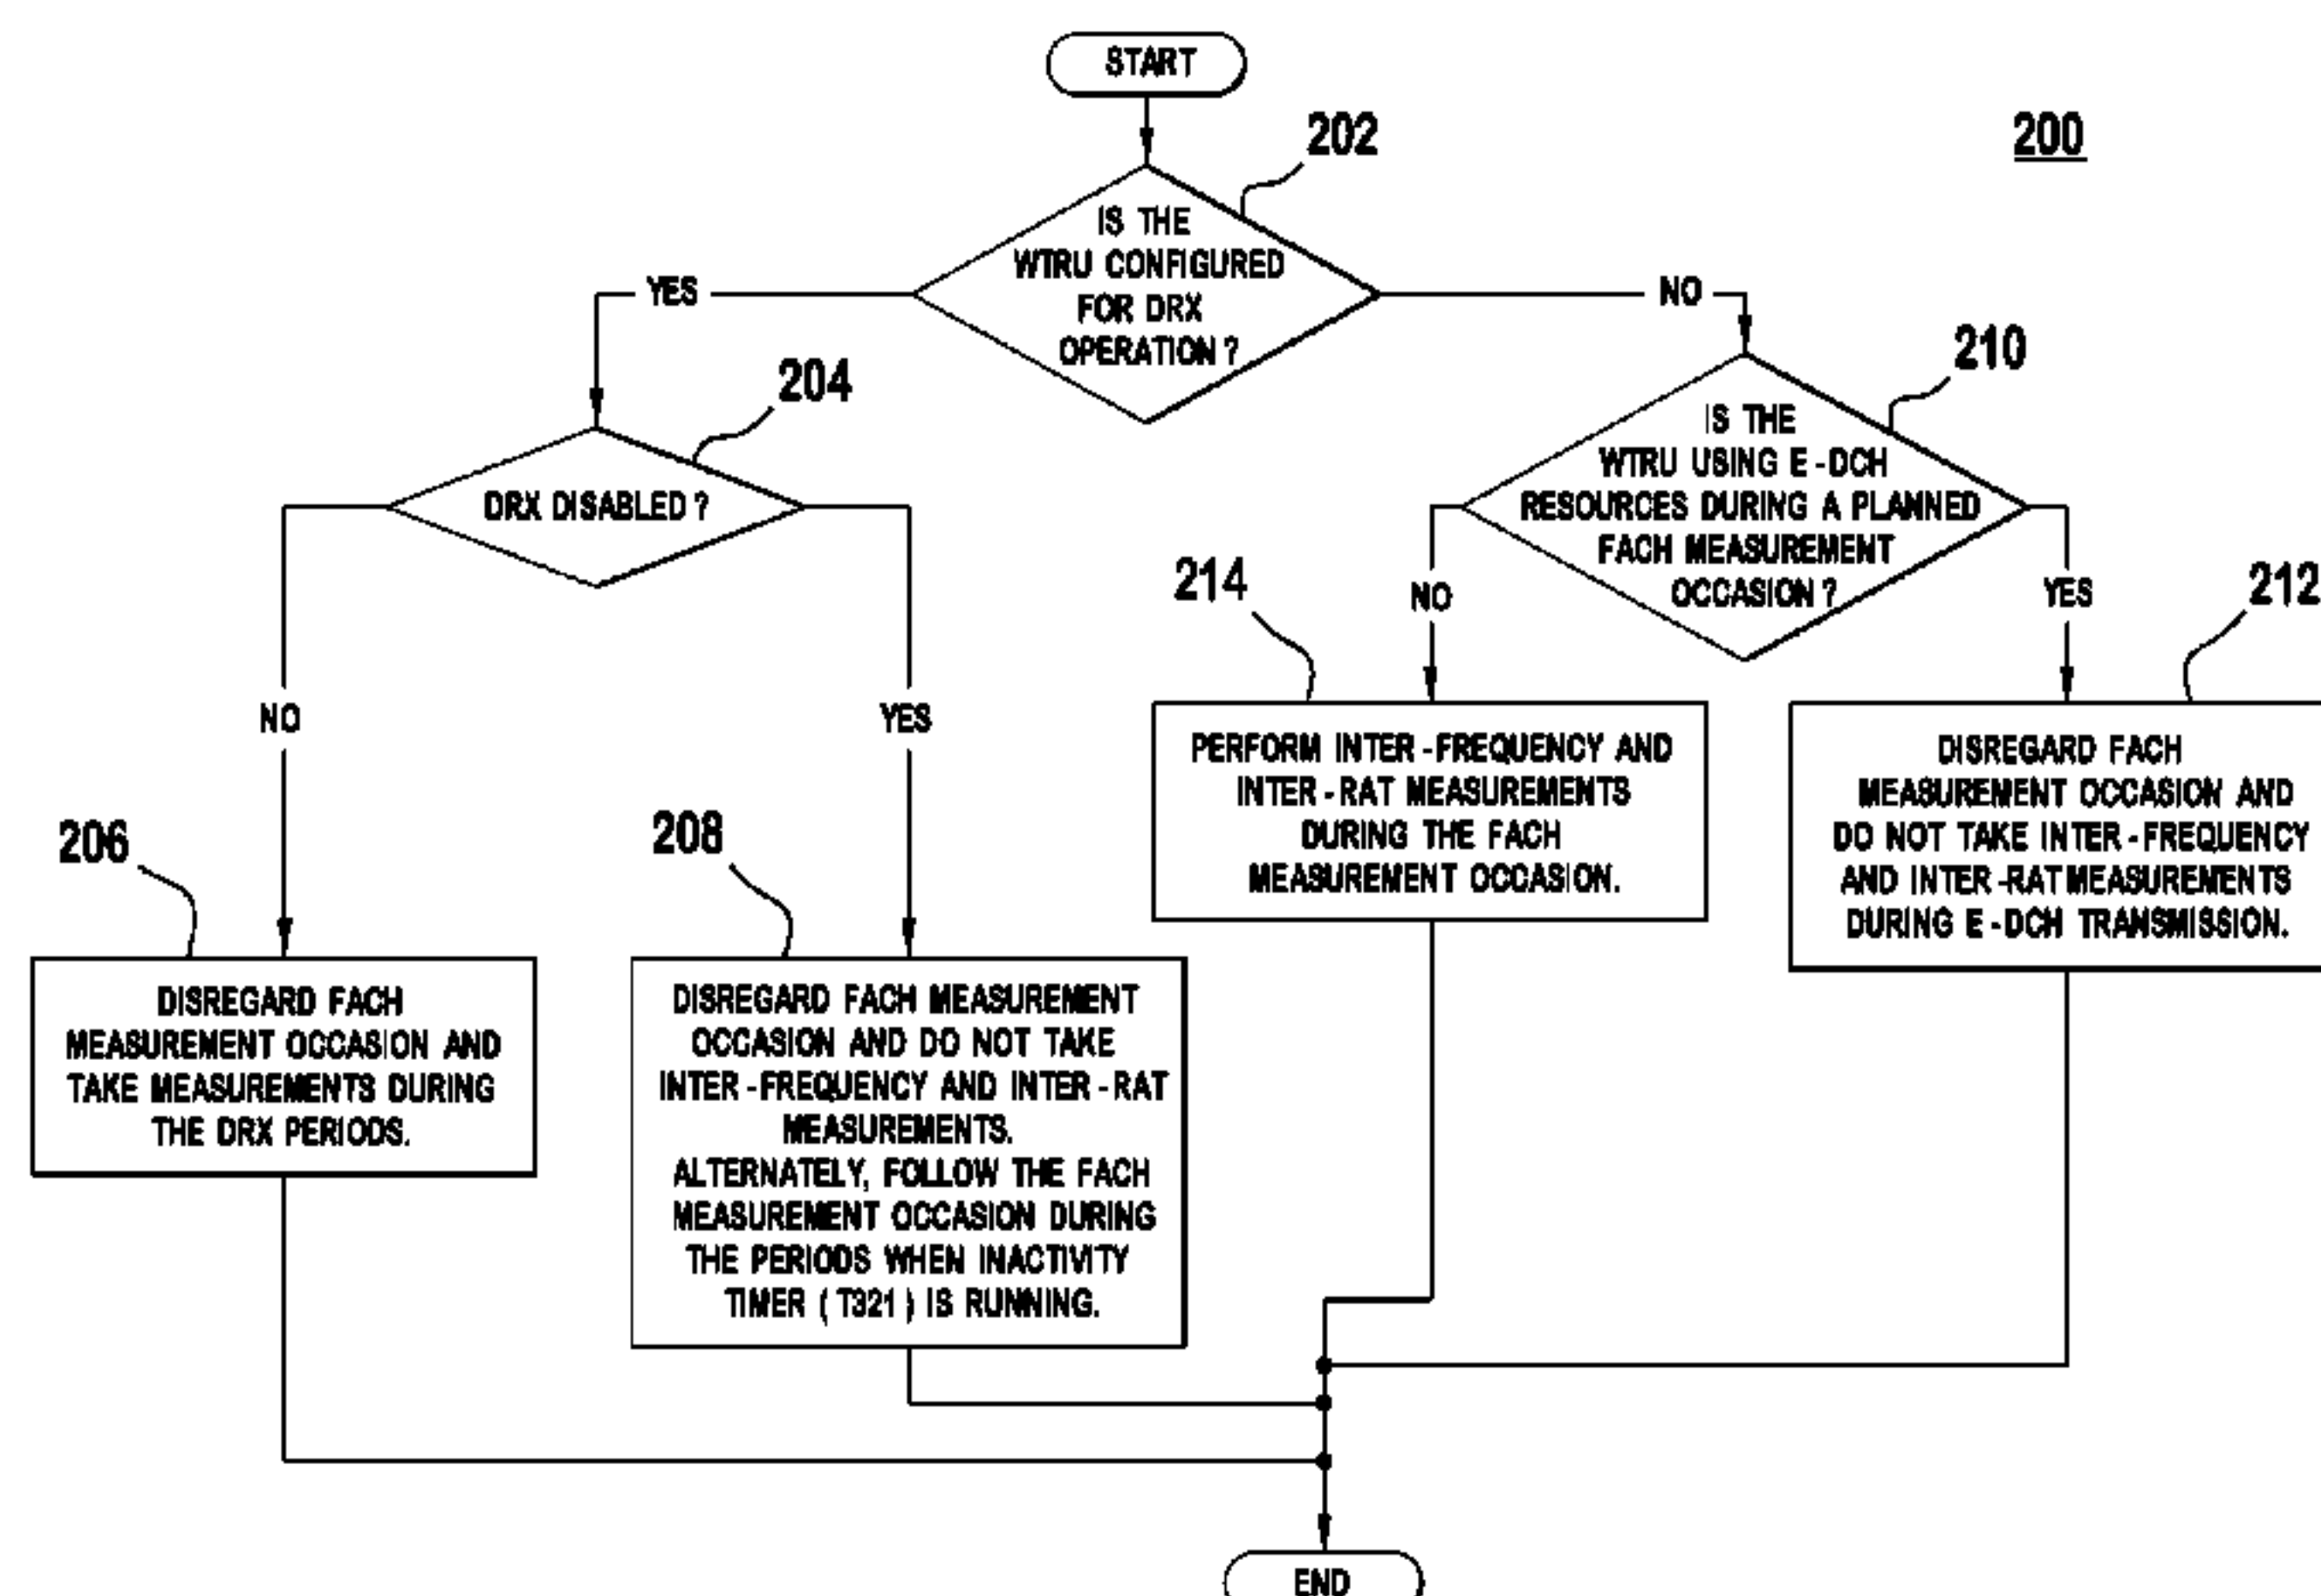 START
200
202
IS THE
WTRU CONFIGURED
FOR DRX
OPERATION ?
YES
NO
204
DRX DISABLED ?
210
IS THE
WTRU USING E-DCH
RESOURCES DURING A PLANNED
FACH MEASUREMENT
OCCASION ?
NO
YES
NO
YES
206
DISREGARD FACH
MEASUREMENT OCCASION AND
TAKE MEASUREMENTS DURING
THE DRX PERIODS.
208
DISREGARD FACH MEASUREMENT
OCCASION AND DO NOT TAKE
INTER-FREQUENCY AND INTER-RAT
MEASUREMENTS.
ALTERNATELY, FOLLOW THE FACH
MEASUREMENT OCCASION DURING
THE PERIODS WHEN INACTIVITY
TIMER ( T321 ) IS RUNNING.
214
PERFORM INTER-FREQUENCY AND
INTER-RAT MEASUREMENTS
DURING THE FACH
MEASUREMENT OCCASION.
212
DISREGARD FACH
MEASUREMENT OCCASION AND
DO NOT TAKE INTER-FREQUENCY
AND INTER-RAT MEASUREMENTS
DURING E-DCH TRANSMISSION.
END